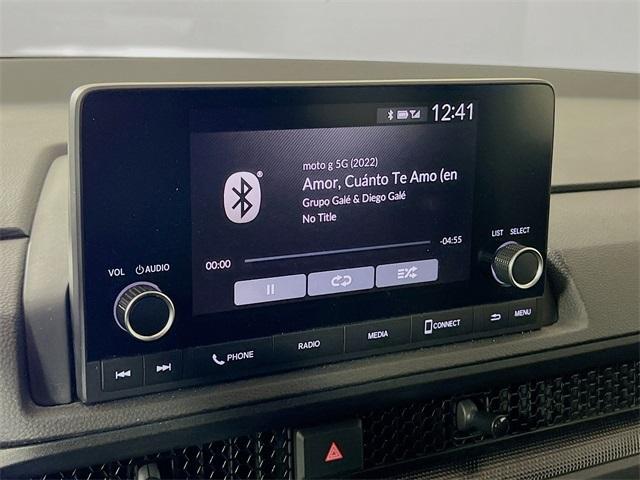 12:41
moto g 5G (2022)
Amor, Cuánto Te Amo (en
Grupo Galé & Diego Galé
No Title
00:00
-04:55
VOL AUDIO
LIST SELECT
PHONE
RADIO
MEDIA
CONNECT
MENU